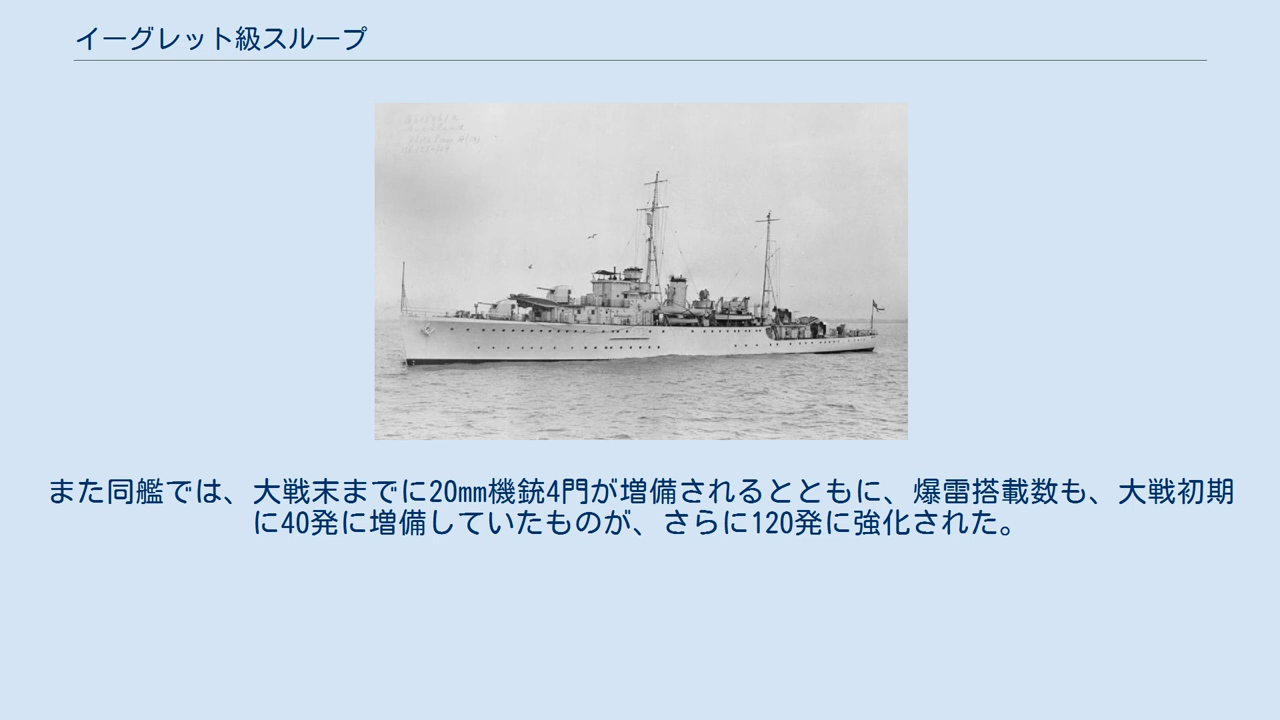 イーグレット級スループ
また同艦では、大戦末までに20mm機銃4門が増備されるとともに、爆雷搭載数も、大戦初期
に40発に増備していたものが、さらに120発に強化された。